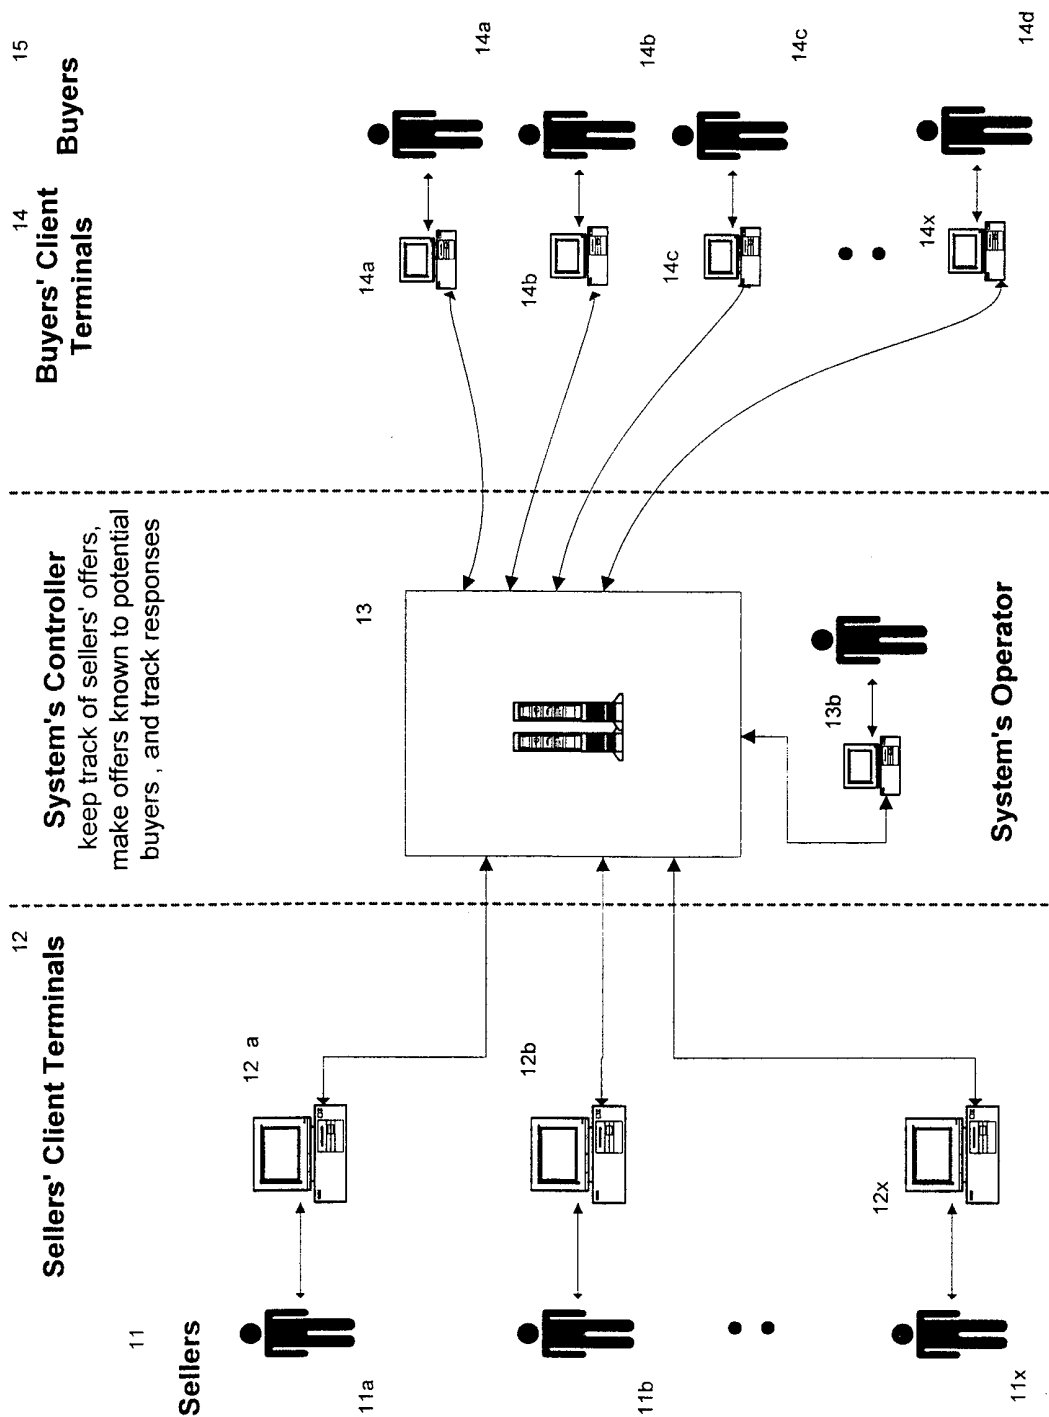 11
Sellers
11a
11b
11x
12
Sellers' Client Terminals
12 a
12b
12x
System's Controller
keep track of sellers' offers,
make offers known to potential
buyers , and track responses
13
13b
System's Operator
14
Buyers' Client
Terminals
14a
14b
14c
14x
15
Buyers
14a
14b
14c
14d